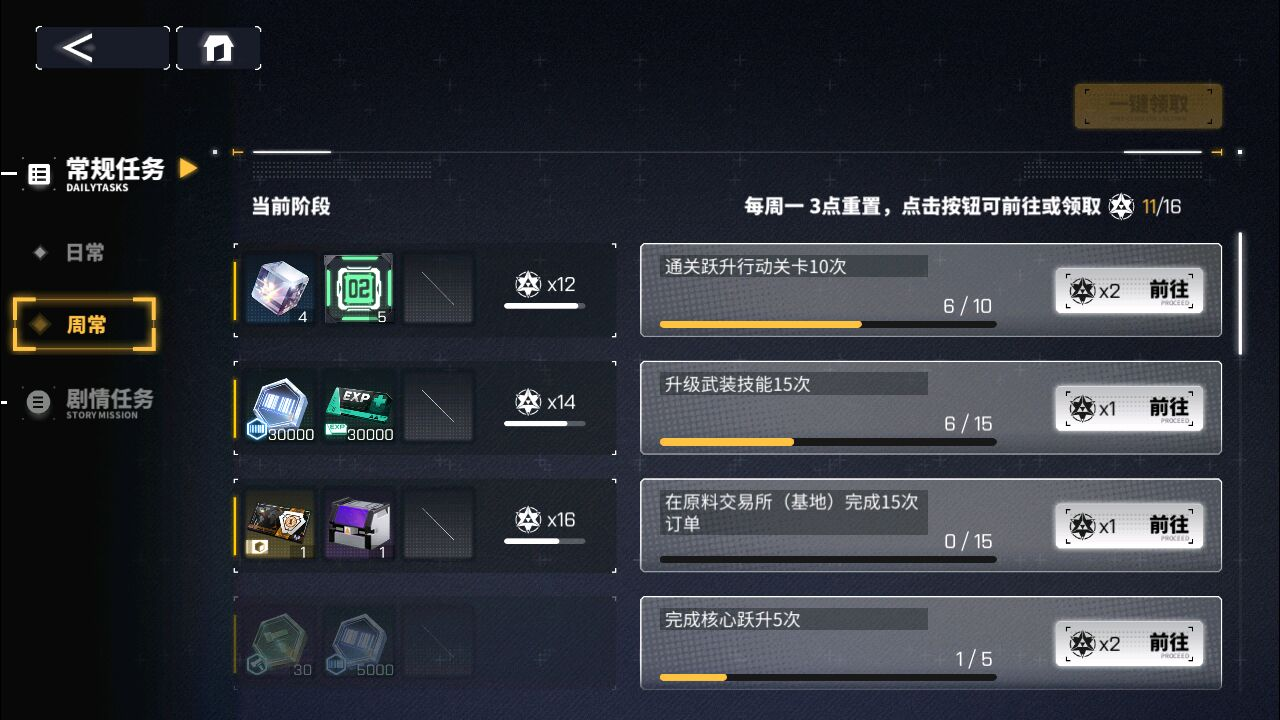 一键领取
常规任务
DAILYTASKS
日常
周常
剧情任务
STORY MISSION
当前阶段
每周一 3点重置，点击按钮可前往或领取 11/16
4
02
5
x12
通关跃升行动关卡10次
6 / 10
x2 前往
PROCEED
30000
EXP
EXP
30000
x14
升级武装技能15次
6 / 15
x1 前往
PROCEED
1
1
x16
在原料交易所（基地）完成15次
订单
0 / 15
x1 前往
PROCEED
30
5000
完成核心跃升5次
1 / 5
x2 前往
PROCEED